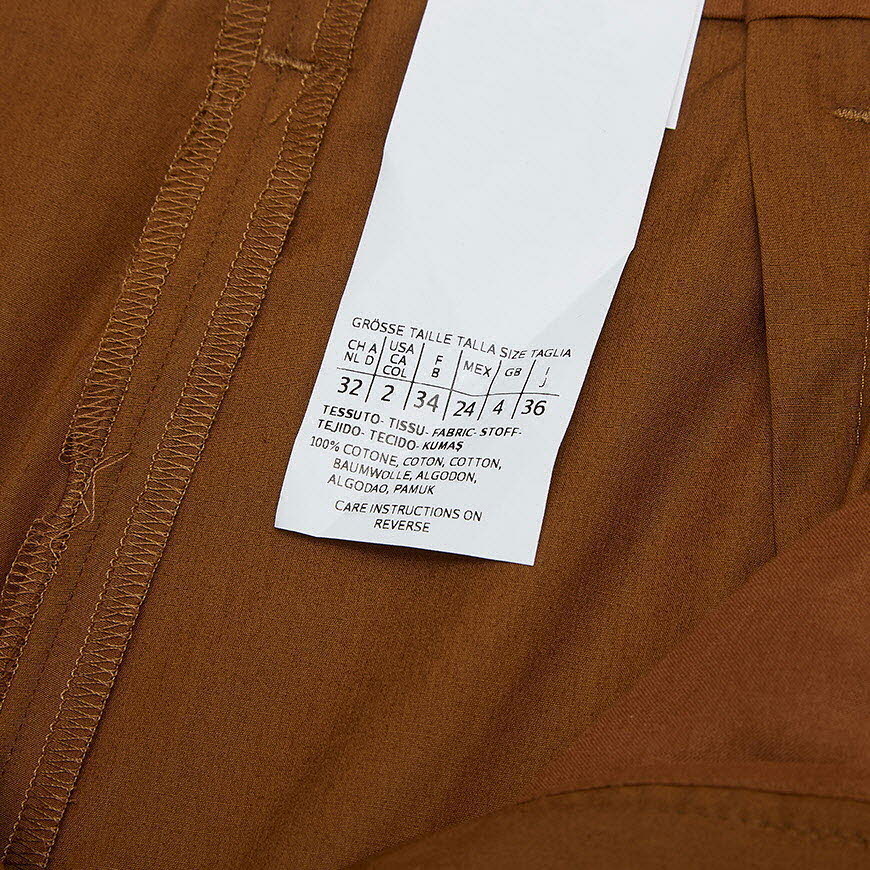 GRÖSSE TAILLE TALLA SIZE TAGLIA
CH A NL D | USA CA COL | F B | MEX | GB | I J
32 | 2 | 34 | 24 | 4 | 36
TESSUTO- TISSU- FABRIC- STOFF-
TEJIDO- TECIDO- KUMAŞ
100% COTONE, COTON, COTTON,
BAUMWOLLE, ALGODON,
ALGODAO, PAMUK
CARE INSTRUCTIONS ON
REVERSE